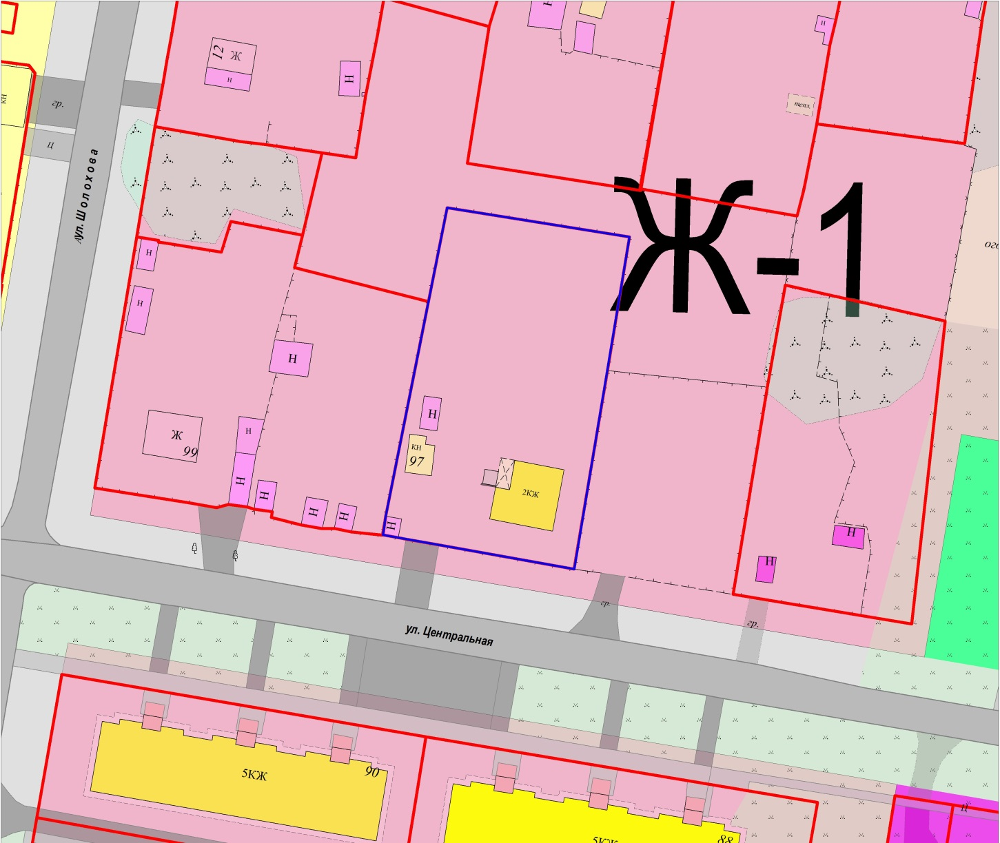 Н
Н
12
Ж
Н
Н
КН
гр.
Ц
тепл.
ул. Шолохова
Ж-1
Н
Н
Н
Н
Ж
99
Н
Н
Н
Н
Н
Н
КН
97
2КЖ
Н
Н
Н
гр.
гр.
ул. Центральная
90
5КЖ
88
5КЖ
Ц